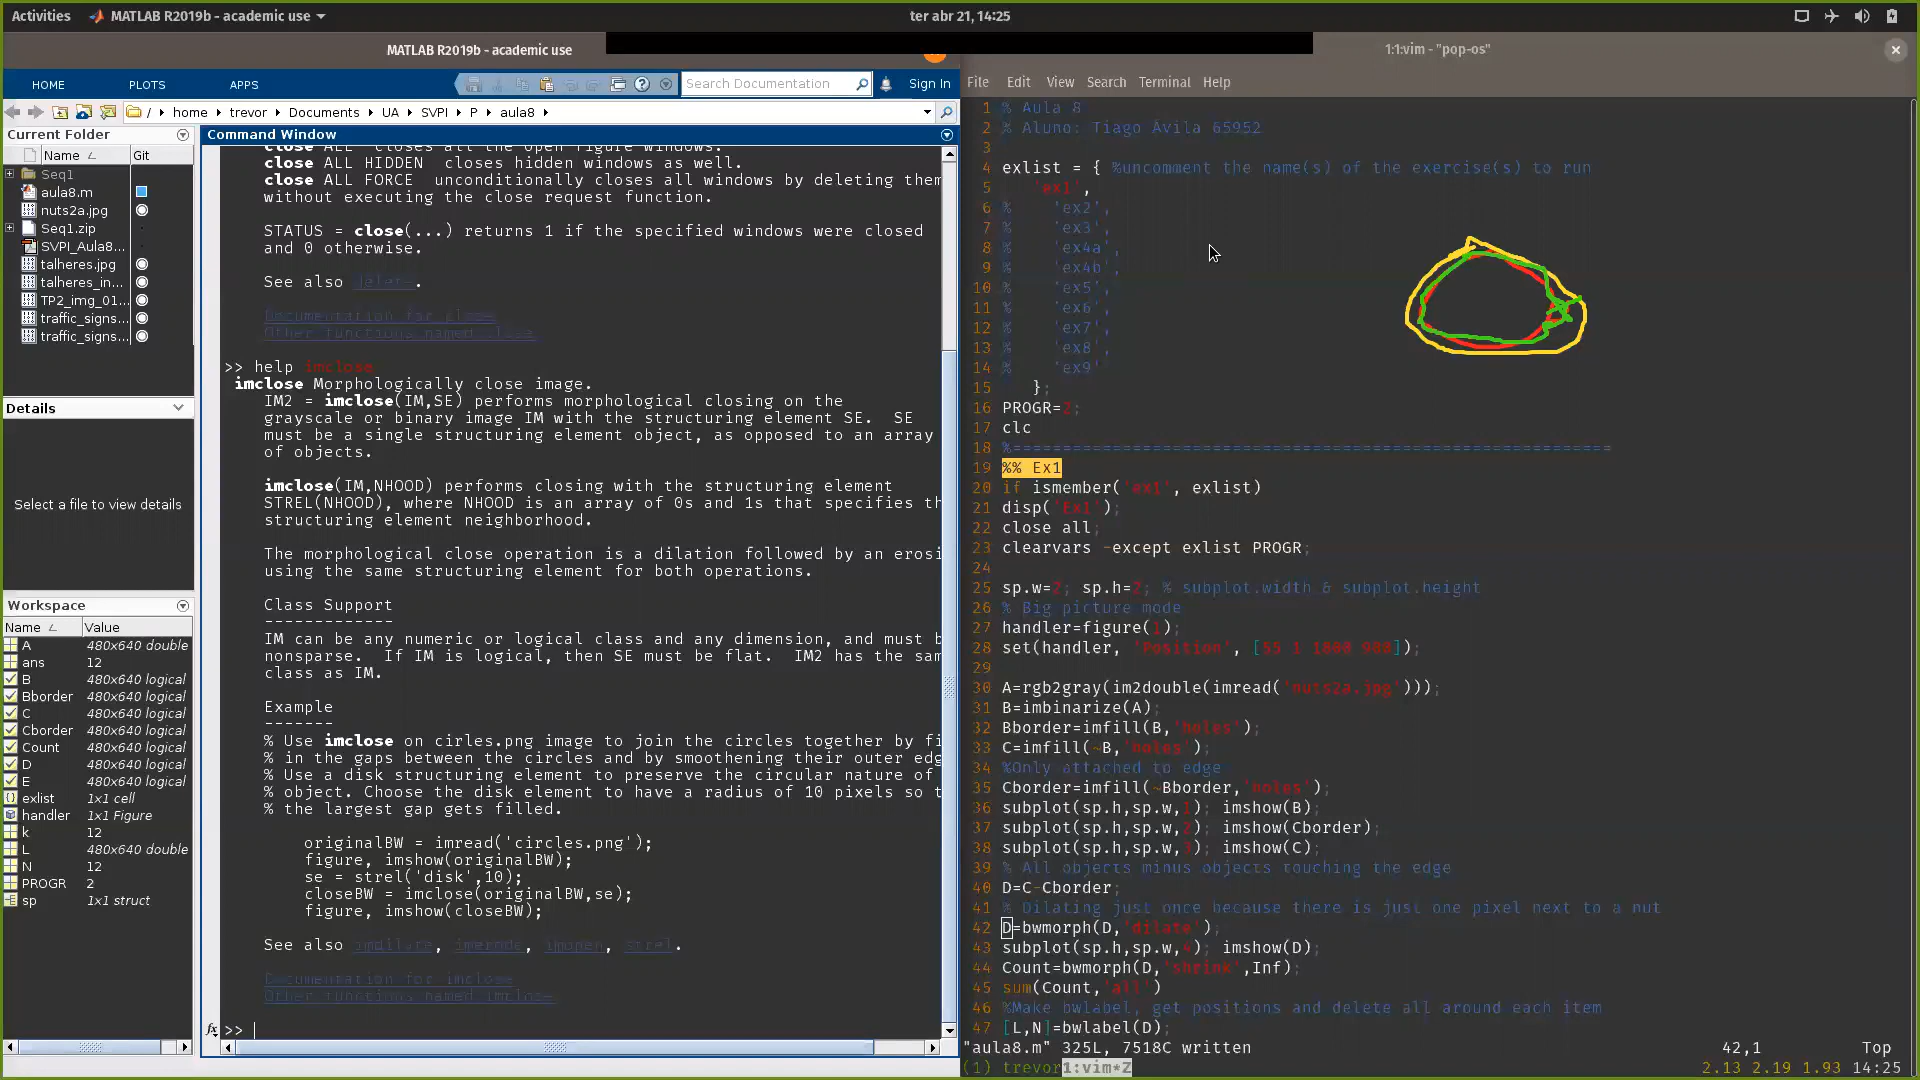 Activities MATLAB R2019b - academic use ter abr 21, 14:25
MATLAB R2019b - academic use
HOME PLOTS APPS Search Documentation Sign In
/ home trevor Documents UA SVPI P aula8
Current Folder
Name Git
Seq1
aula8.m
nuts2a.jpg
Seq1.zip
SVPI_Aula8...
talheres.jpg
talheres_in...
TP2_img_01...
traffic_signs...
traffic_signs...
Details
Select a file to view details
Workspace
Name Value
A 480x640 double
ans 12
B 480x640 logical
Bborder 480x640 logical
C 480x640 logical
Cborder 480x640 logical
Count 480x640 logical
D 480x640 logical
E 480x640 logical
exlist 1x1 cell
handler 1x1 Figure
k 12
L 480x640 double
N 12
PROGR 2
sp 1x1 struct
Command Window
close ALL closes all the open figure windows.
close ALL HIDDEN closes hidden windows as well.
close ALL FORCE unconditionally closes all windows by deleting them
without executing the close request function.
STATUS = close(...) returns 1 if the specified windows were closed
and 0 otherwise.
See also delete.
Documentation for close
Other functions named close
>> help imclose
imclose Morphologically close image.
IM2 = imclose(IM,SE) performs morphological closing on the
grayscale or binary image IM with the structuring element SE. SE
must be a single structuring element object, as opposed to an array
of objects.
imclose(IM,NHOOD) performs closing with the structuring element
STREL(NHOOD), where NHOOD is an array of 0s and 1s that specifies th
structuring element neighborhood.
The morphological close operation is a dilation followed by an erosi
using the same structuring element for both operations.
Class Support
-------------
IM can be any numeric or logical class and any dimension, and must b
nonsparse. If IM is logical, then SE must be flat. IM2 has the sam
class as IM.
Example
-------
% Use imclose on cirles.png image to join the circles together by fi
% in the gaps between the circles and by smoothening their outer edg
% Use a disk structuring element to preserve the circular nature of
% object. Choose the disk element to have a radius of 10 pixels so t
% the largest gap gets filled.
originalBW = imread('circles.png');
figure, imshow(originalBW);
se = strel('disk',10);
closeBW = imclose(originalBW,se);
figure, imshow(closeBW);
See also imdilate, imerode, imopen, strel.
Documentation for imclose
Other functions named imclose
fx >>
1:1:vim - "pop-os"
File Edit View Search Terminal Help
1 % Aula 8
2 % Aluno: Tiago Ávila 65952
3
4 exlist = { %uncomment the name(s) of the exercise(s) to run
5 'ex1',
6 % 'ex2',
7 % 'ex3',
8 % 'ex4a',
9 % 'ex4b',
10 % 'ex5',
11 % 'ex6',
12 % 'ex7',
13 % 'ex8',
14 % 'ex9'
15 };
16 PROGR=2;
17 clc
18 %============================================================
19 %% Ex1
20 if ismember('ex1', exlist)
21 disp('Ex1');
22 close all;
23 clearvars -except exlist PROGR;
24
25 sp.w=2; sp.h=2; % subplot.width & subplot.height
26 % Big picture mode
27 handler=figure(1);
28 set(handler, 'Position', [55 1 1800 900]);
29
30 A=rgb2gray(im2double(imread('nuts2a.jpg')));
31 B=imbinarize(A);
32 Bborder=imfill(B,'holes');
33 C=imfill(~B,'holes');
34 %Only attached to edge
35 Cborder=imfill(~Bborder,'holes');
36 subplot(sp.h,sp.w,1); imshow(B);
37 subplot(sp.h,sp.w,2); imshow(Cborder);
38 subplot(sp.h,sp.w,3); imshow(C);
39 % All objects minus objects touching the edge
40 D=C-Cborder;
41 % Dilating just once because there is just one pixel next to a nut
42 D=bwmorph(D,'dilate');
43 subplot(sp.h,sp.w,4); imshow(D);
44 Count=bwmorph(D,'shrink',Inf);
45 sum(Count,'all')
46 %Make bwlabel, get positions and delete all around each item
47 [L,N]=bwlabel(D);
"aula8.m" 325L, 7518C written 42,1 Top
(1) trevor 1:vim*Z 2.13 2.19 1.93 14:25